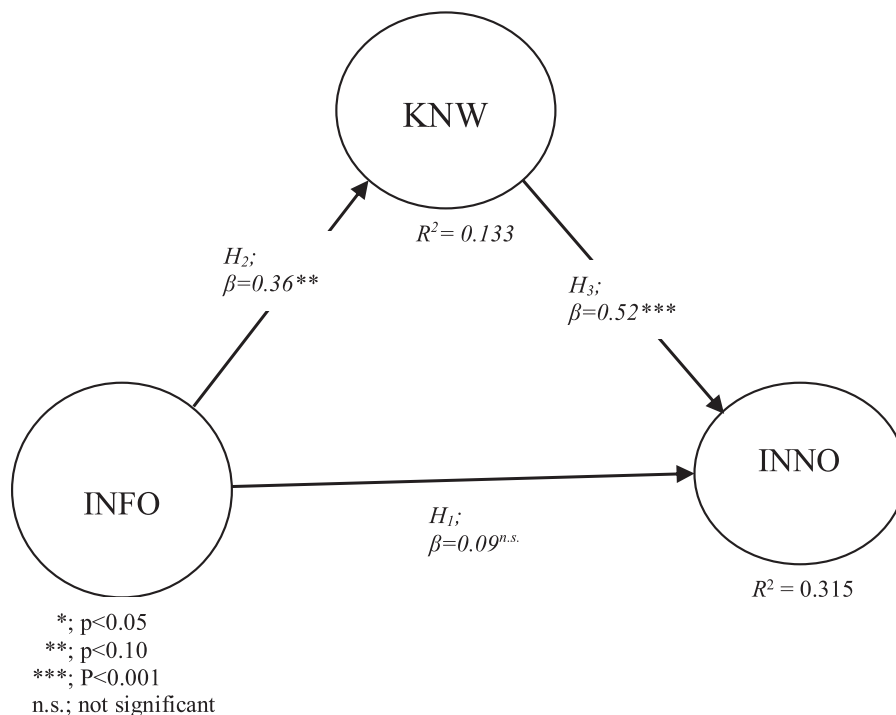 KNW
R²= 0.133
H₂;
β=0.36**
H₃;
β=0.52***
INFO
INNO
H₁;
β=0.09ⁿ·ˢ·
R² = 0.315
*; p<0.05
**; p<0.10
***; P<0.001
n.s.; not significant